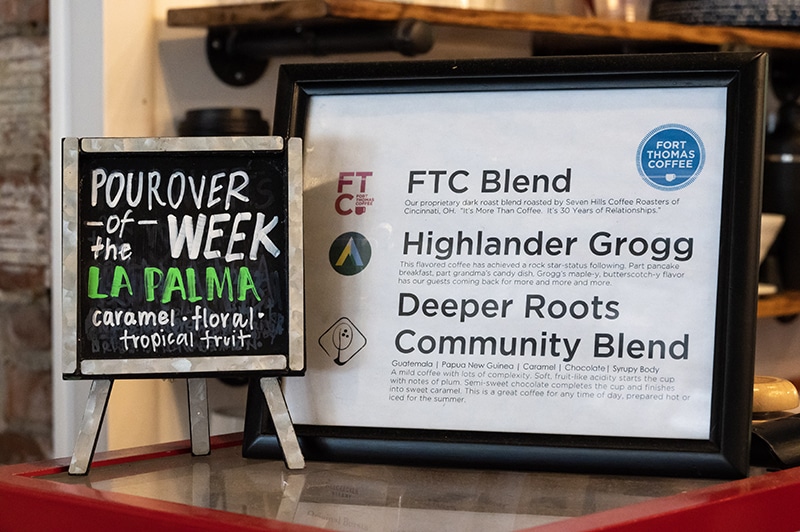 POUROVER
-of-
the WEEK
LA PALMA
caramel • floral •
tropical fruit
FORT
THOMAS
COFFEE
FTC
FORT
THOMAS
COFFEE
FTC Blend
Our proprietary dark roast blend roasted by Seven Hills Coffee Roasters of
Cincinnati, OH. "It's More Than Coffee. It's 30 Years of Relationships."
Highlander Grogg
This flavored coffee has achieved a rock star-status following. Part pancake
breakfast, part grandma's candy dish, Grogg's maple-y, butterscotch-y flavor
has our guests coming back for more and more and more.
Deeper Roots
Community Blend
Guatemala | Papua New Guinea | Caramel | Chocolate | Syrupy Body
A mild coffee with lots of complexity. Soft, fruit-like acidity starts the cup
with notes of plum. Semi-sweet chocolate completes the cup and finishes
into sweet caramel. This is a great coffee for any time of day, prepared hot or
iced for the summer.